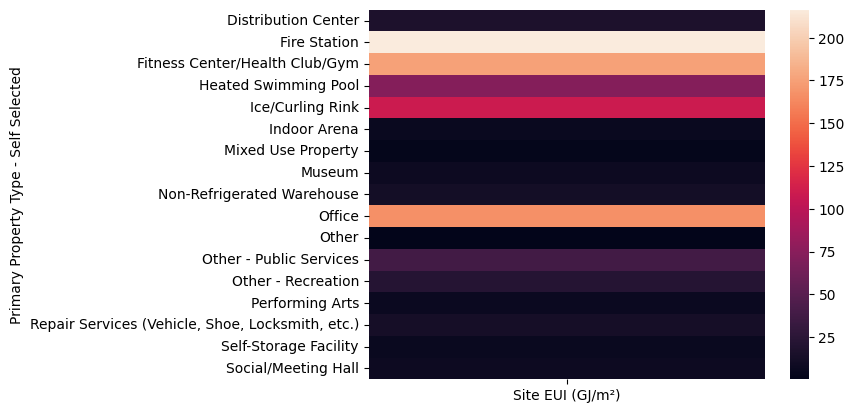 Primary Property Type - Self Selected
Distribution Center
Fire Station
Fitness Center/Health Club/Gym
Heated Swimming Pool
Ice/Curling Rink
Indoor Arena
Mixed Use Property
Museum
Non-Refrigerated Warehouse
Office
Other
Other - Public Services
Other - Recreation
Performing Arts
Repair Services (Vehicle, Shoe, Locksmith, etc.)
Self-Storage Facility
Social/Meeting Hall
Site EUI (GJ/m²)
200
175
150
125
100
75
50
25